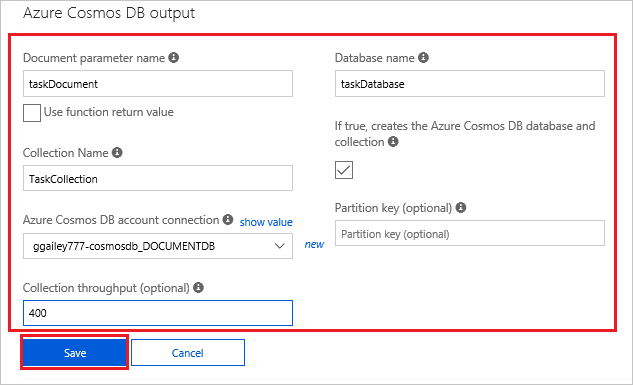 Azure Cosmos DB output
Document parameter name
taskDocument
Use function return value
Collection Name
TaskCollection
Azure Cosmos DB account connection show value
ggailey777-cosmosdb_DOCUMENTDB
new
Collection throughput (optional)
400
Database name
taskDatabase
If true, creates the Azure Cosmos DB database and
collection
Partition key (optional)
Partition key (optional)
Save
Cancel